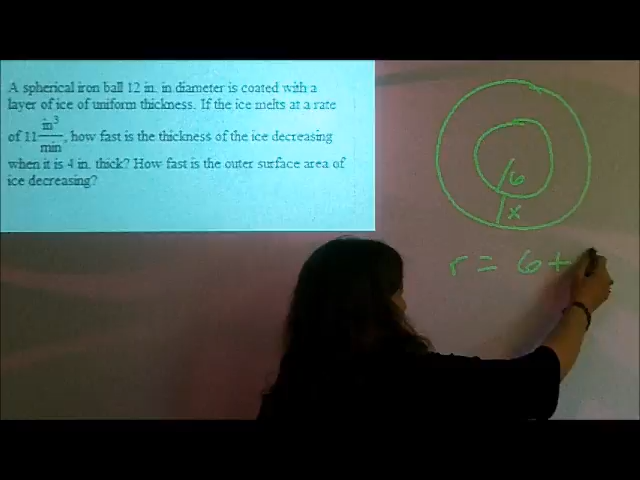 A spherical iron ball 12 in. in diameter is coated with a
layer of ice of uniform thickness. If the ice melts at a rate
of 11 in³/min, how fast is the thickness of the ice decreasing
when it is 4 in. thick? How fast is the outer surface area of
ice decreasing?
6
x
r = 6 +